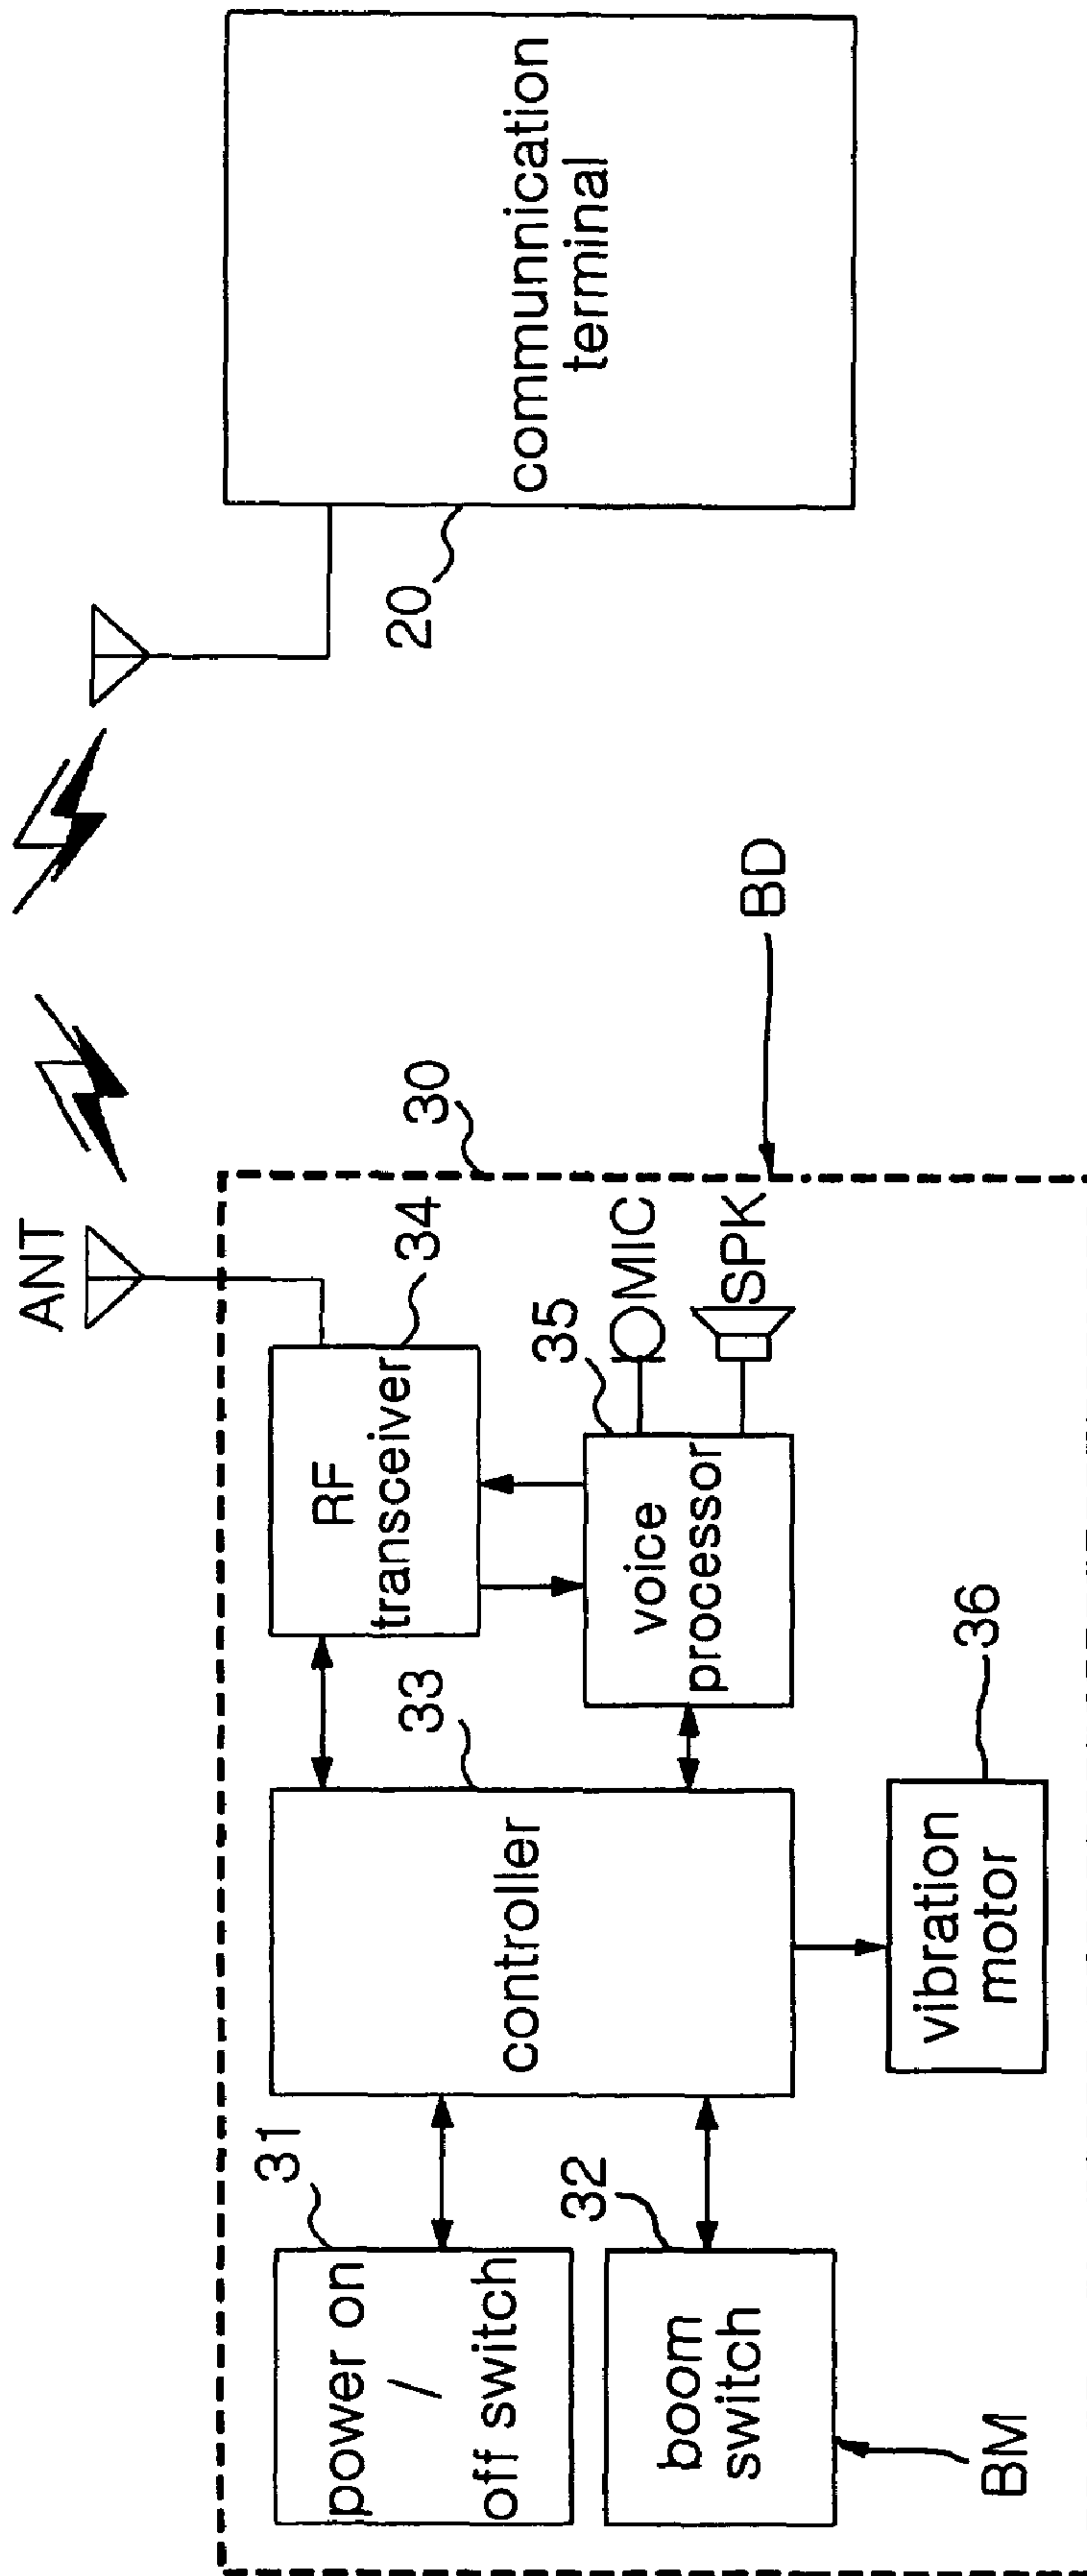 ANT
30
34
RF
transceiver
33
controller
31
power on
/
off switch
32
boom
switch
BM
35
voice
processor
MIC
SPK
vibration
motor
36
BD
20
communication
terminal